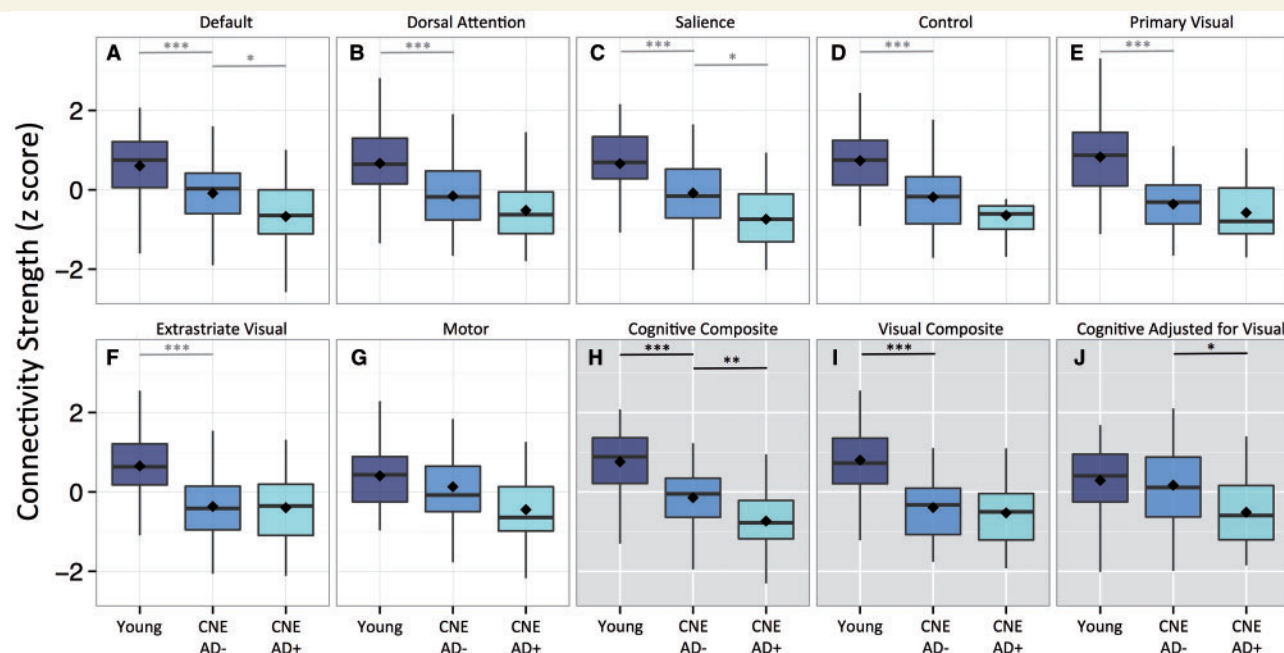 Default
Dorsal Attention
Salience
Control
Primary Visual
A
***
*
B
***
C
***
*
D
***
E
***
Connectivity Strength (z score)
2
0
−2
Extrastriate Visual
Motor
Cognitive Composite
Visual Composite
Cognitive Adjusted for Visual
F
***
G
H
***
**
I
***
J
*
2
0
−2
Young
CNE
AD-
CNE
AD+
Young
CNE
AD-
CNE
AD+
Young
CNE
AD-
CNE
AD+
Young
CNE
AD-
CNE
AD+
Young
CNE
AD-
CNE
AD+